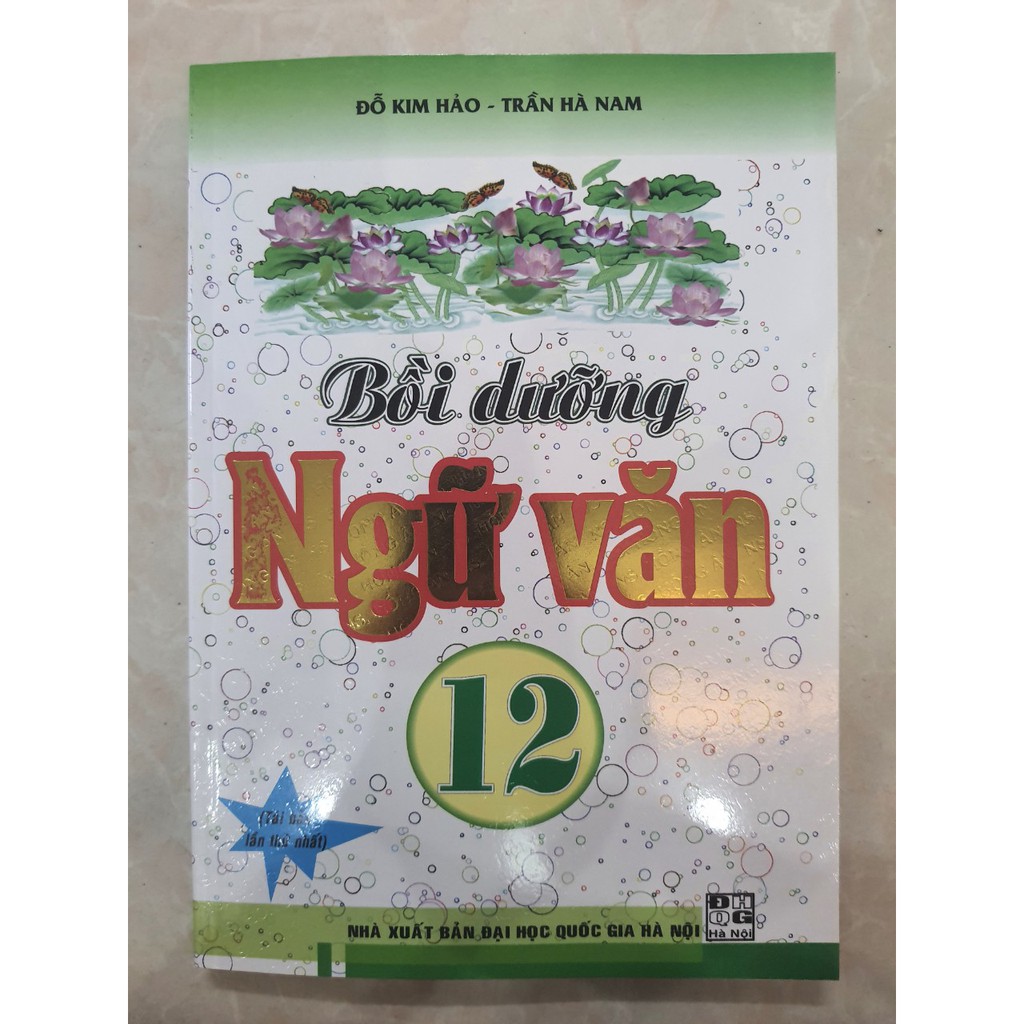 ĐỖ KIM HẢO - TRẦN HÀ NAM
Bồi dưỡng
Ngữ văn
12
(Tái
lần thứ nhất)
NHÀ XUẤT BẢN ĐẠI HỌC QUỐC GIA HÀ NỘI
ĐH
QG
Hà Nội